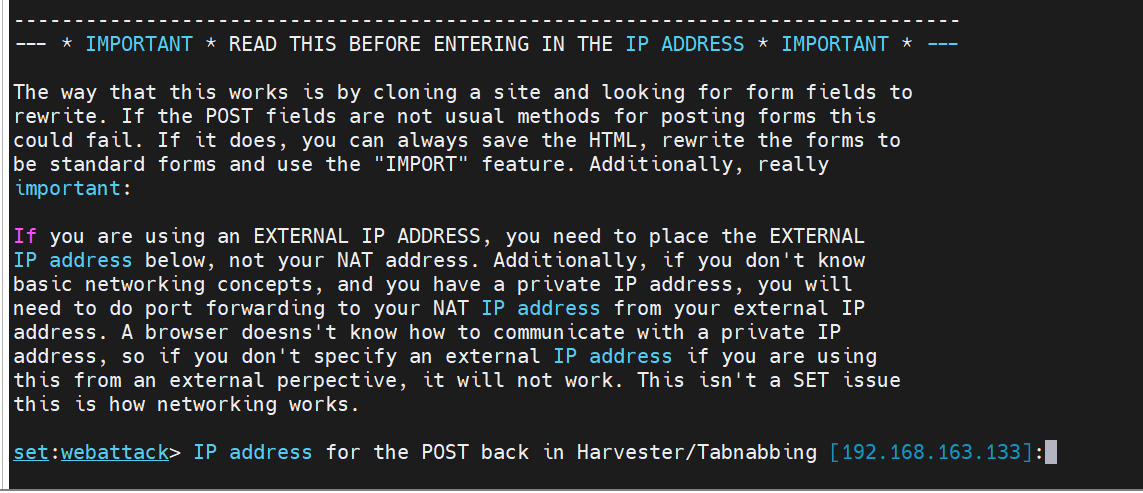 -------------------------------------------------------------------------------
--- * IMPORTANT * READ THIS BEFORE ENTERING IN THE IP ADDRESS * IMPORTANT * ---
The way that this works is by cloning a site and looking for form fields to
rewrite. If the POST fields are not usual methods for posting forms this
could fail. If it does, you can always save the HTML, rewrite the forms to
be standard forms and use the "IMPORT" feature. Additionally, really
important:
If you are using an EXTERNAL IP ADDRESS, you need to place the EXTERNAL
IP address below, not your NAT address. Additionally, if you don't know
basic networking concepts, and you have a private IP address, you will
need to do port forwarding to your NAT IP address from your external IP
address. A browser doesns't know how to communicate with a private IP
address, so if you don't specify an external IP address if you are using
this from an external perpective, it will not work. This isn't a SET issue
this is how networking works.
set:webattack> IP address for the POST back in Harvester/Tabnabbing [192.168.163.133]: